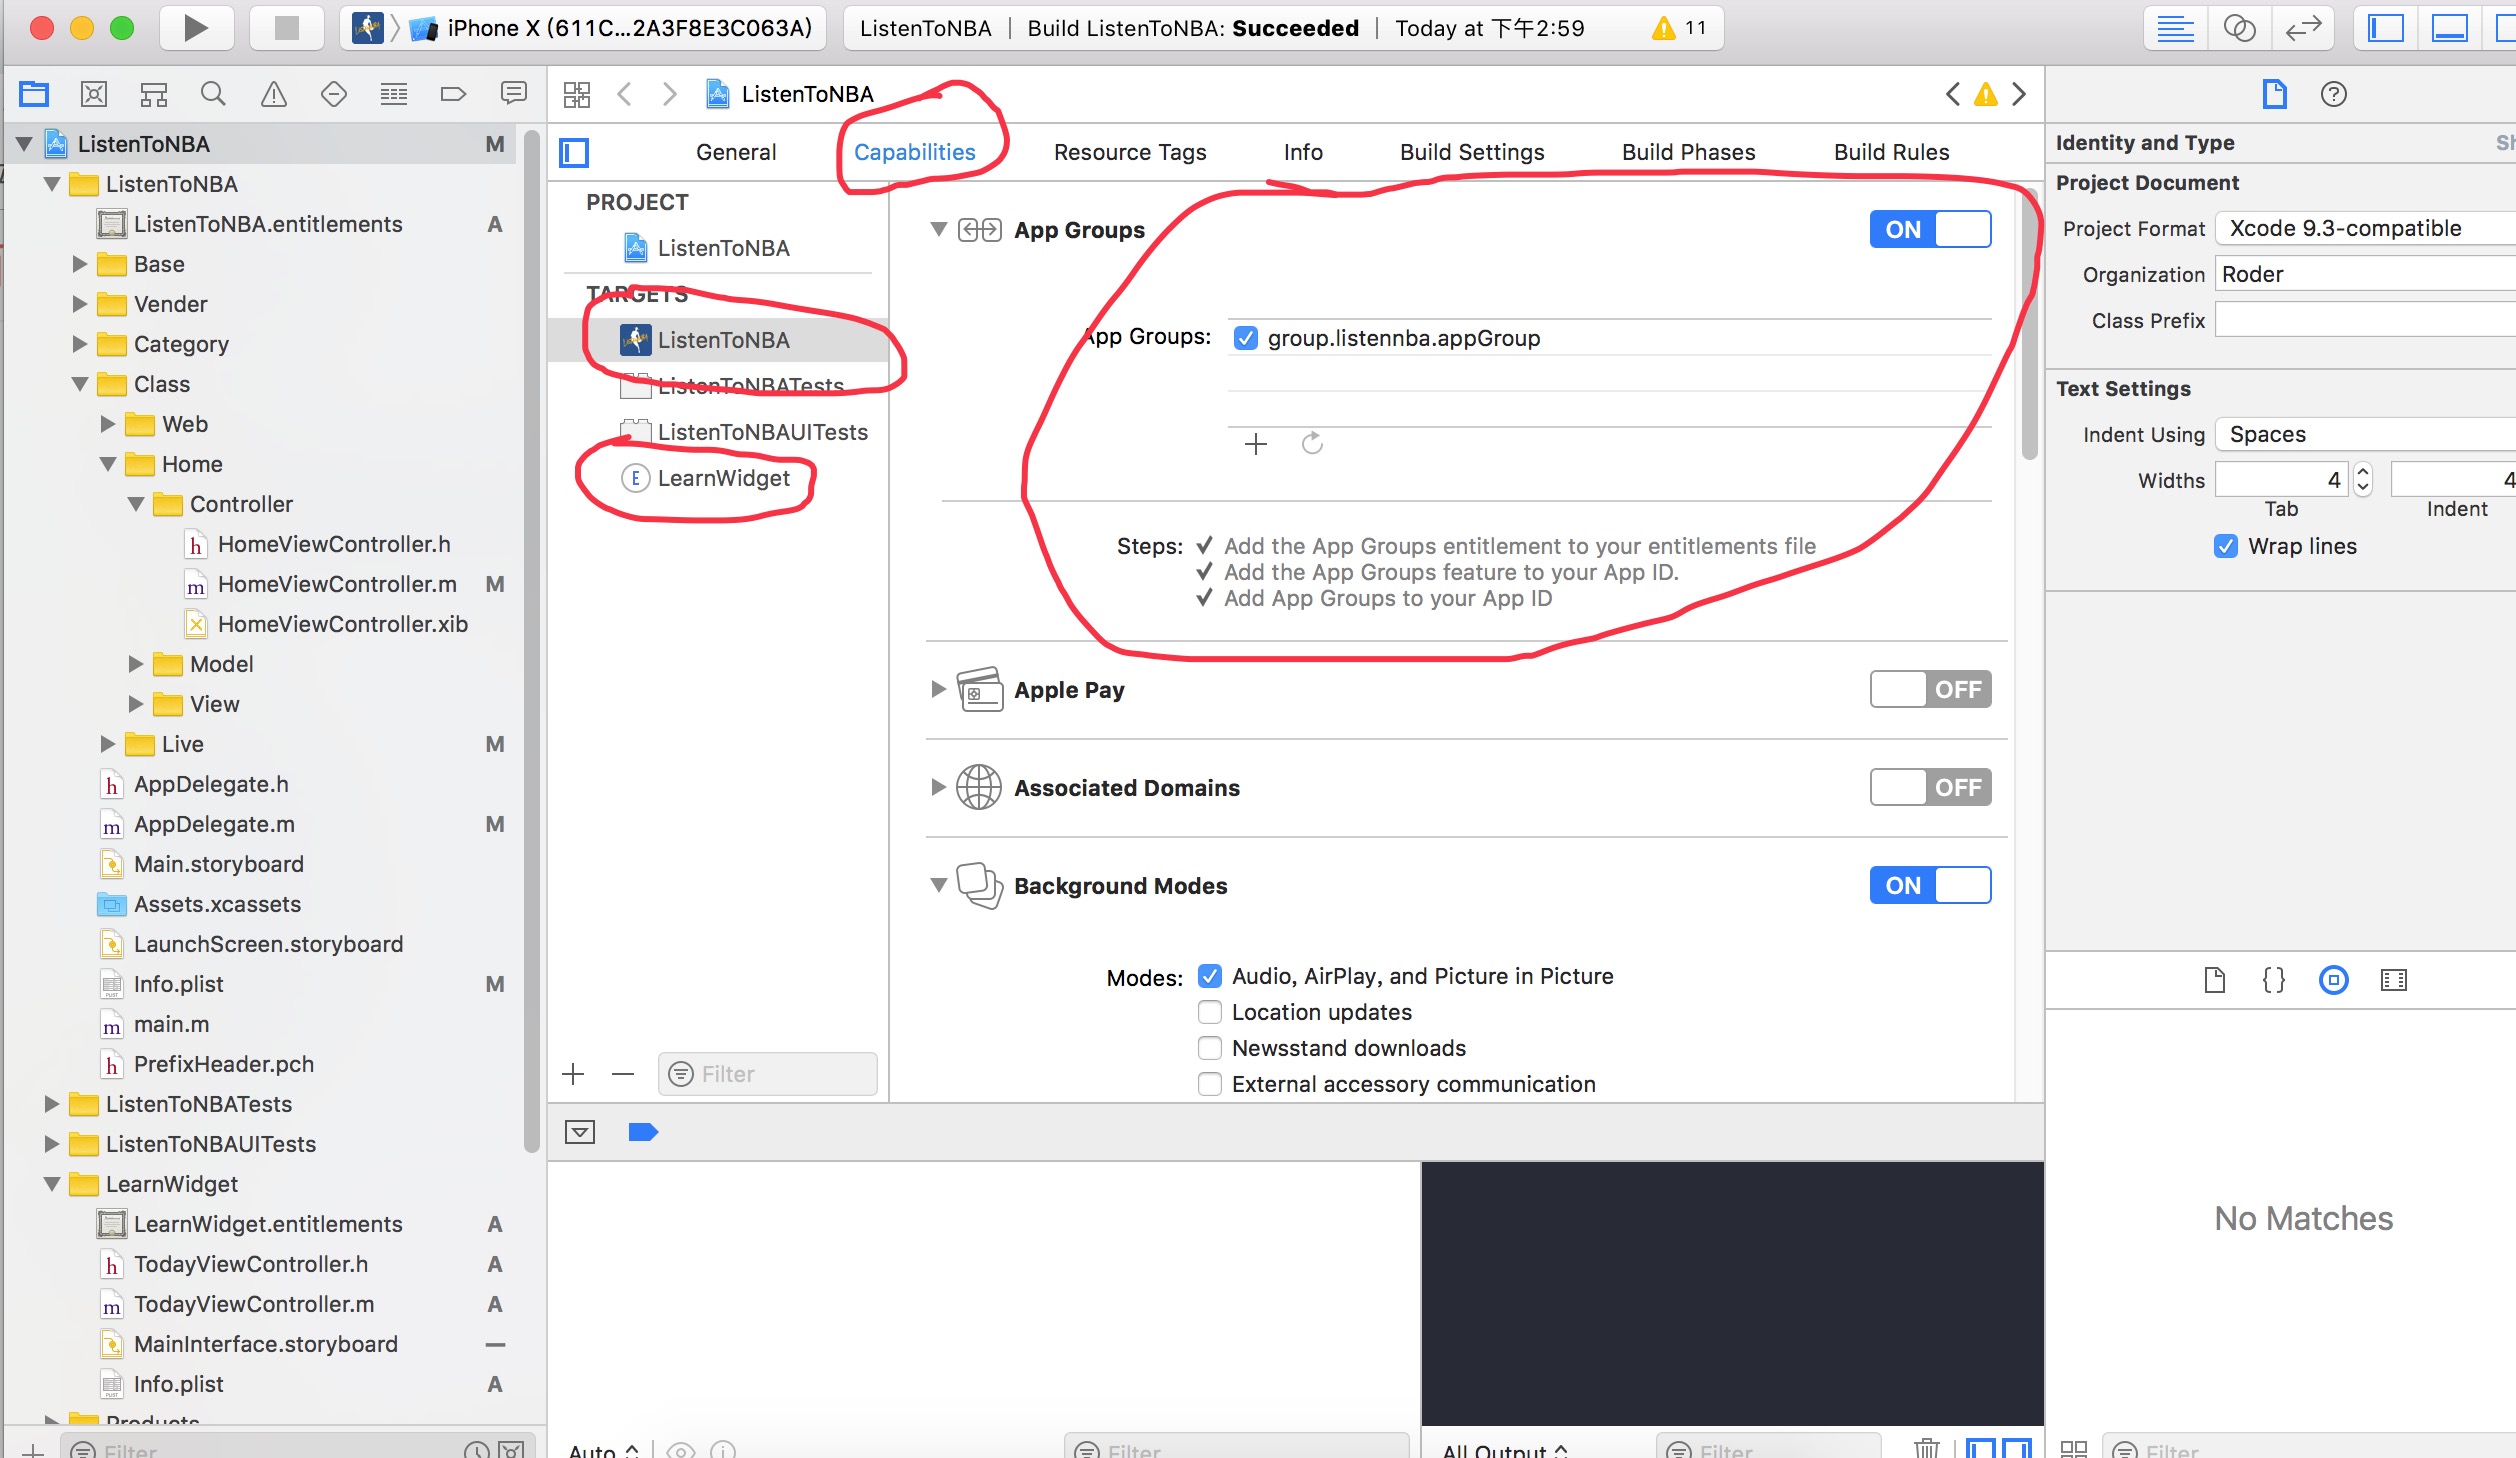 iPhone X (611C...2A3F8E3C063A)
ListenToNBA | Build ListenToNBA: Succeeded | Today at 下午2:59
11
ListenToNBA M
ListenToNBA
ListenToNBA.entitlements A
Base
Vender
Category
Class
Web
Home
Controller
HomeViewController.h
HomeViewController.m M
HomeViewController.xib
Model
View
Live M
AppDelegate.h
AppDelegate.m M
Main.storyboard
Assets.xcassets
LaunchScreen.storyboard
Info.plist M
main.m
PrefixHeader.pch
ListenToNBATests
ListenToNBAUITests
LearnWidget
LearnWidget.entitlements A
TodayViewController.h A
TodayViewController.m A
MainInterface.storyboard —
Info.plist A
Products
Filter
ListenToNBA
General Capabilities Resource Tags Info Build Settings Build Phases Build Rules
PROJECT
ListenToNBA
TARGETS
ListenToNBA
ListenToNBATests
ListenToNBAUITests
LearnWidget
Filter
App Groups ON
App Groups: group.listennba.appGroup
Steps: ✓ Add the App Groups entitlement to your entitlements file
✓ Add the App Groups feature to your App ID.
✓ Add App Groups to your App ID
Apple Pay OFF
Associated Domains OFF
Background Modes ON
Modes: Audio, AirPlay, and Picture in Picture
Location updates
Newsstand downloads
External accessory communication
Auto
Filter
All Output
Filter
Identity and Type
Project Document
Project Format Xcode 9.3-compatible
Organization Roder
Class Prefix
Text Settings
Indent Using Spaces
Widths 4 4
Tab Indent
Wrap lines
No Matches
Filter